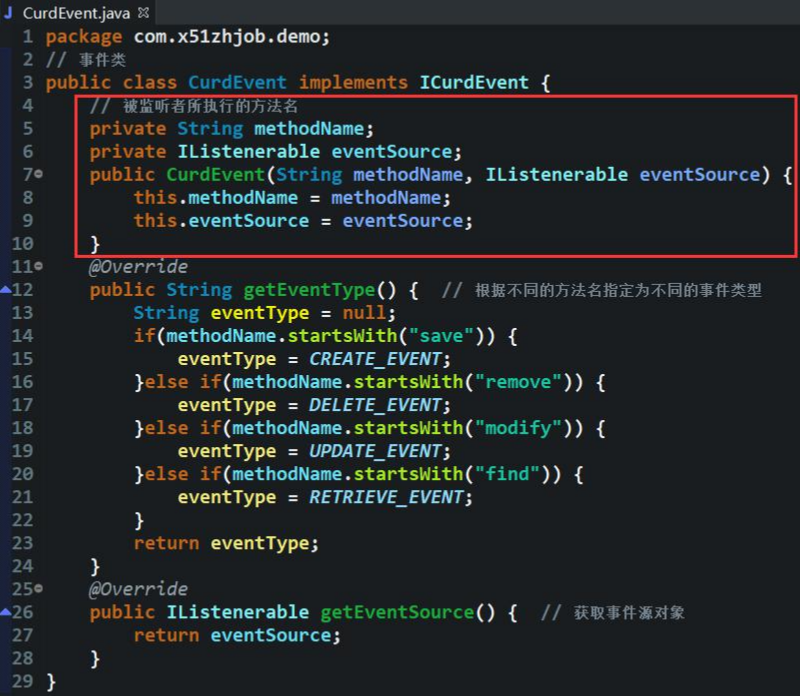 CurdEvent.java
1 package com.x51zhjob.demo;
2 // 事件类
3 public class CurdEvent implements ICurdEvent {
4     // 被监听者所执行的方法名
5     private String methodName;
6     private IListenerable eventSource;
7     public CurdEvent(String methodName, IListenerable eventSource) {
8         this.methodName = methodName;
9         this.eventSource = eventSource;
10     }
11     @Override
12     public String getEventType() {  // 根据不同的方法名指定为不同的事件类型
13         String eventType = null;
14         if(methodName.startsWith("save")) {
15             eventType = CREATE_EVENT;
16         }else if(methodName.startsWith("remove")) {
17             eventType = DELETE_EVENT;
18         }else if(methodName.startsWith("modify")) {
19             eventType = UPDATE_EVENT;
20         }else if(methodName.startsWith("find")) {
21             eventType = RETRIEVE_EVENT;
22         }
23         return eventType;
24     }
25     @Override
26     public IListenerable getEventSource() {  // 获取事件源对象
27         return eventSource;
28     }
29 }